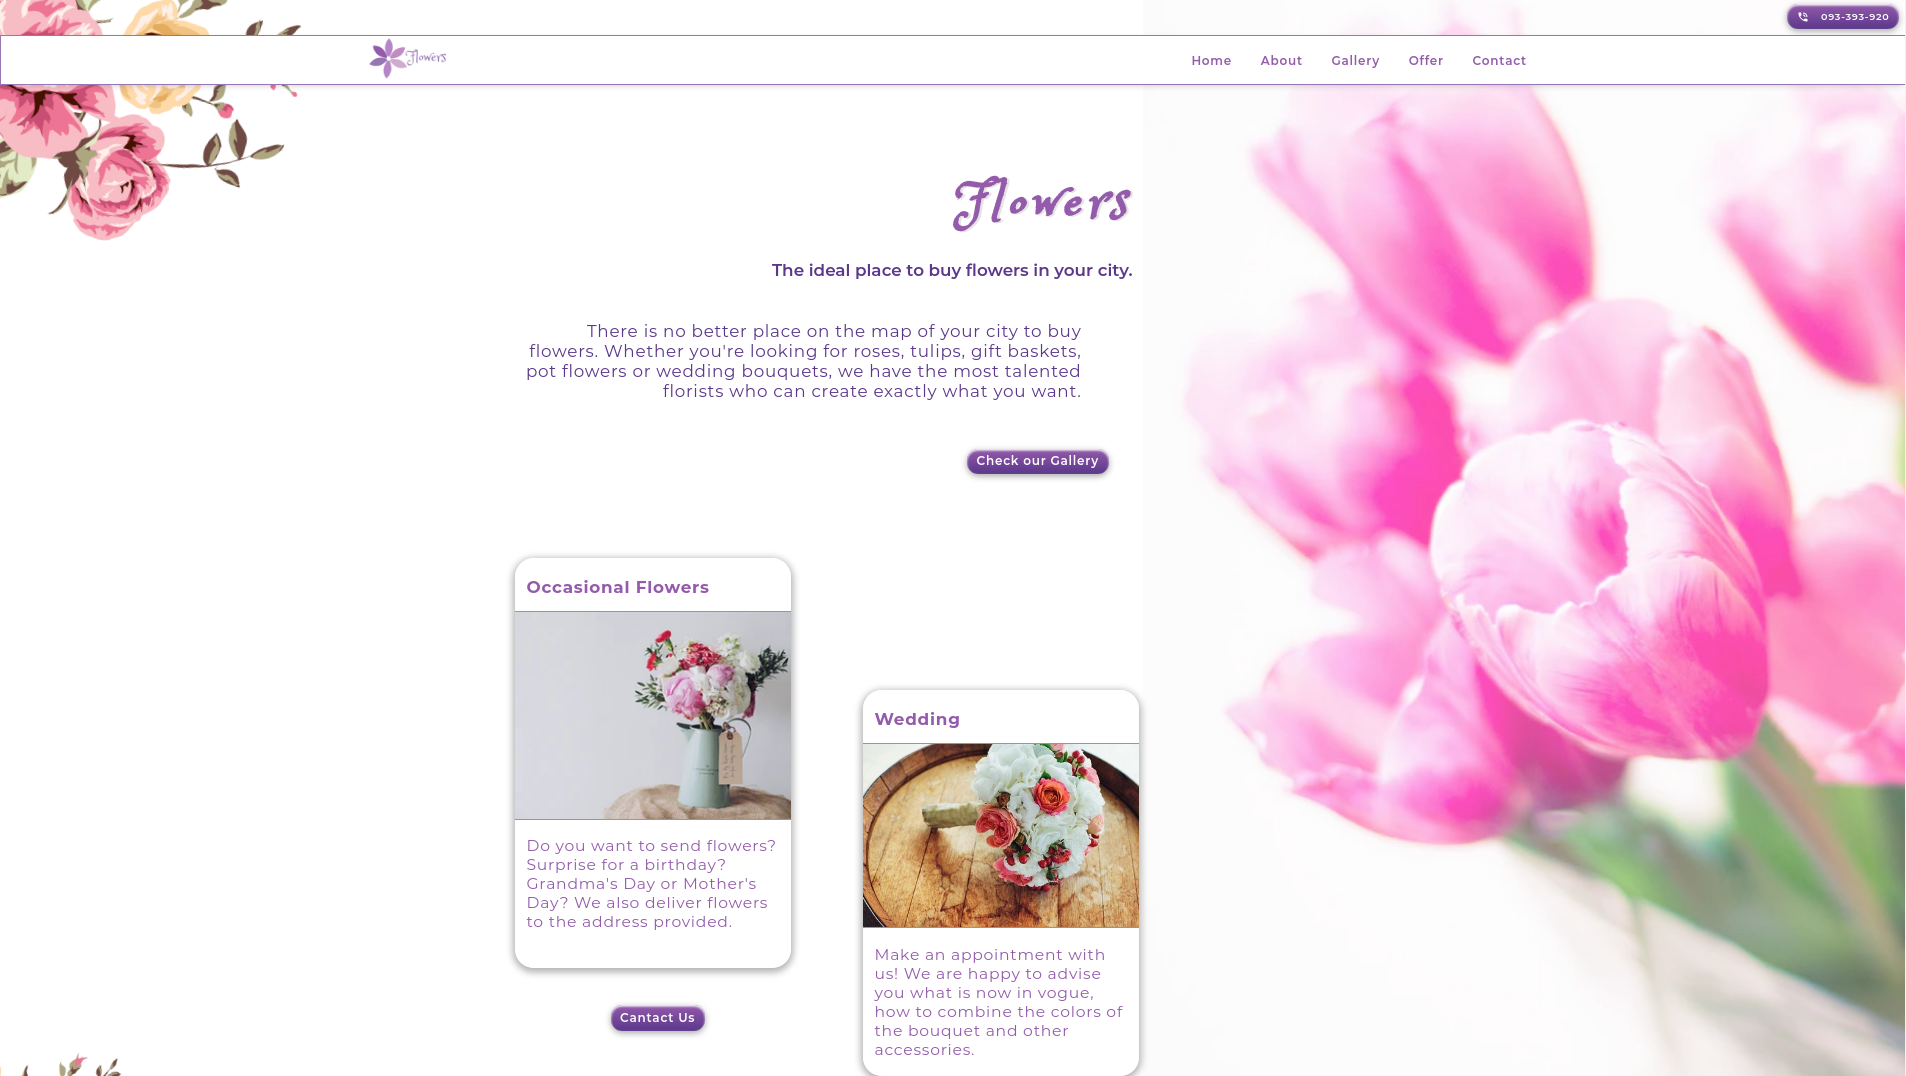 093-393-920
Flowers
Home
About
Gallery
Offer
Contact
Flowers
The ideal place to buy flowers in your city.
There is no better place on the map of your city to buy
flowers. Whether you're looking for roses, tulips, gift baskets,
pot flowers or wedding bouquets, we have the most talented
florists who can create exactly what you want.
Check our Gallery
Occasional Flowers
Do you want to send flowers?
Surprise for a birthday?
Grandma's Day or Mother's
Day? We also deliver flowers
to the address provided.
Cantact Us
Wedding
Make an appointment with
us! We are happy to advise
you what is now in vogue,
how to combine the colors of
the bouquet and other
accessories.